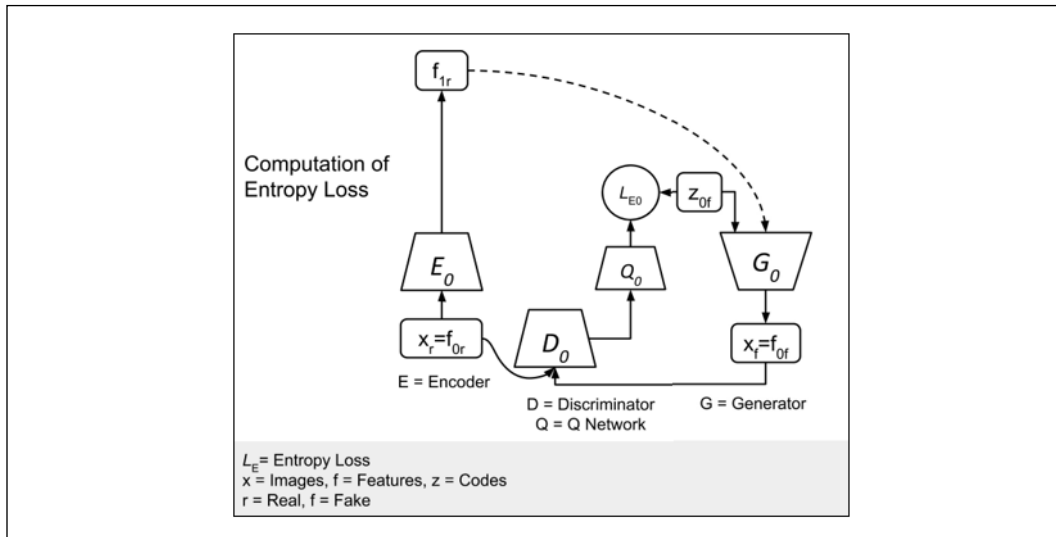 f1r
Computation of
Entropy Loss
LE0
z0f
E0
Q0
G0
xr=f0r
D0
xf=f0f
E = Encoder
D = Discriminator
G = Generator
Q = Q Network
LE= Entropy Loss
x = Images, f = Features, z = Codes
r = Real, f = Fake